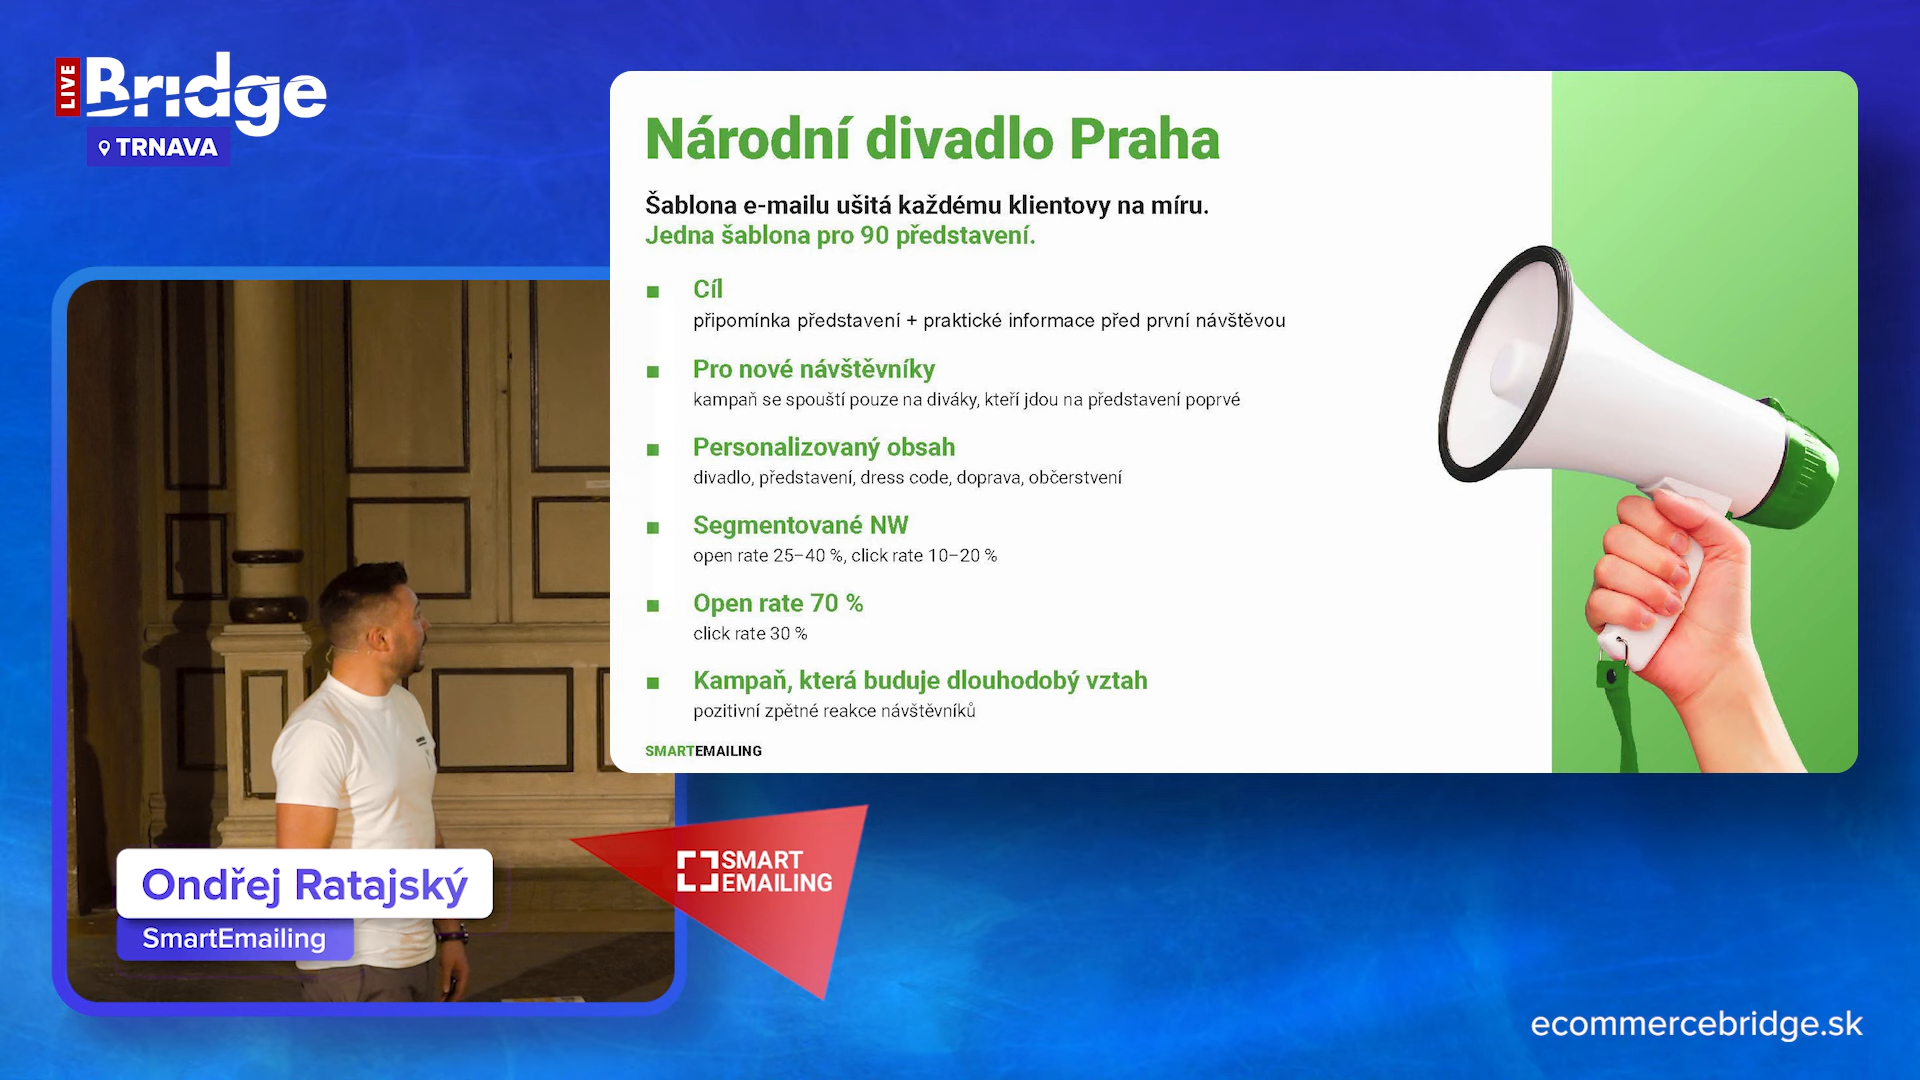 LIVE
Bridge
TRNAVA
Národní divadlo Praha
Šablona e-mailu ušitá každému klientovy na míru.
Jedna šablona pro 90 představení.
Cíl
připomínka představení + praktické informace před první návštěvou
Pro nové návštěvníky
kampaň se spouští pouze na diváky, kteří jdou na představení poprvé
Personalizovaný obsah
divadlo, představení, dress code, doprava, občerstvení
Segmentované NW
open rate 25–40 %, click rate 10–20 %
Open rate 70 %
click rate 30 %
Kampaň, která buduje dlouhodobý vztah
pozitivní zpětné reakce návštěvníků
SMARTEMAILING
SMART
EMAILING
Ondřej Ratajský
SmartEmailing
ecommercebridge.sk